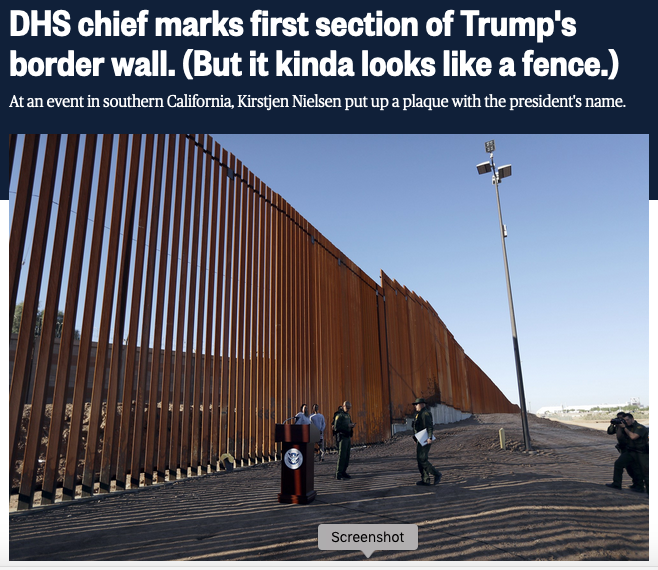 DHS chief marks first section of Trump's
border wall. (But it kinda looks like a fence.)
At an event in southern California, Kirstjen Nielsen put up a plaque with the president's name.
Screenshot